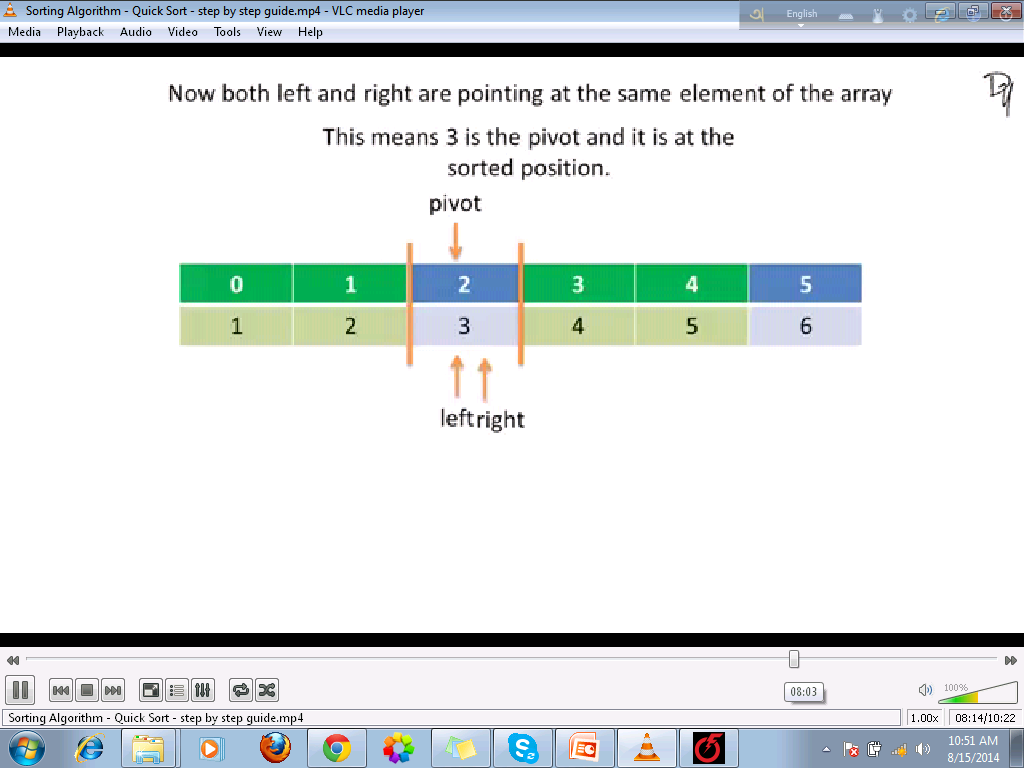 Sorting Algorithm - Quick Sort - step by step guide.mp4 - VLC media player
English
Media Playback Audio Video Tools View Help
Now both left and right are pointing at the same element of the array
This means 3 is the pivot and it is at the
sorted position.
pivot
0 1 2 3 4 5
1 2 3 4 5 6
left right
08:03
100%
Sorting Algorithm - Quick Sort - step by step guide.mp4 1.00x 08:14/10:22
10:51 AM
8/15/2014